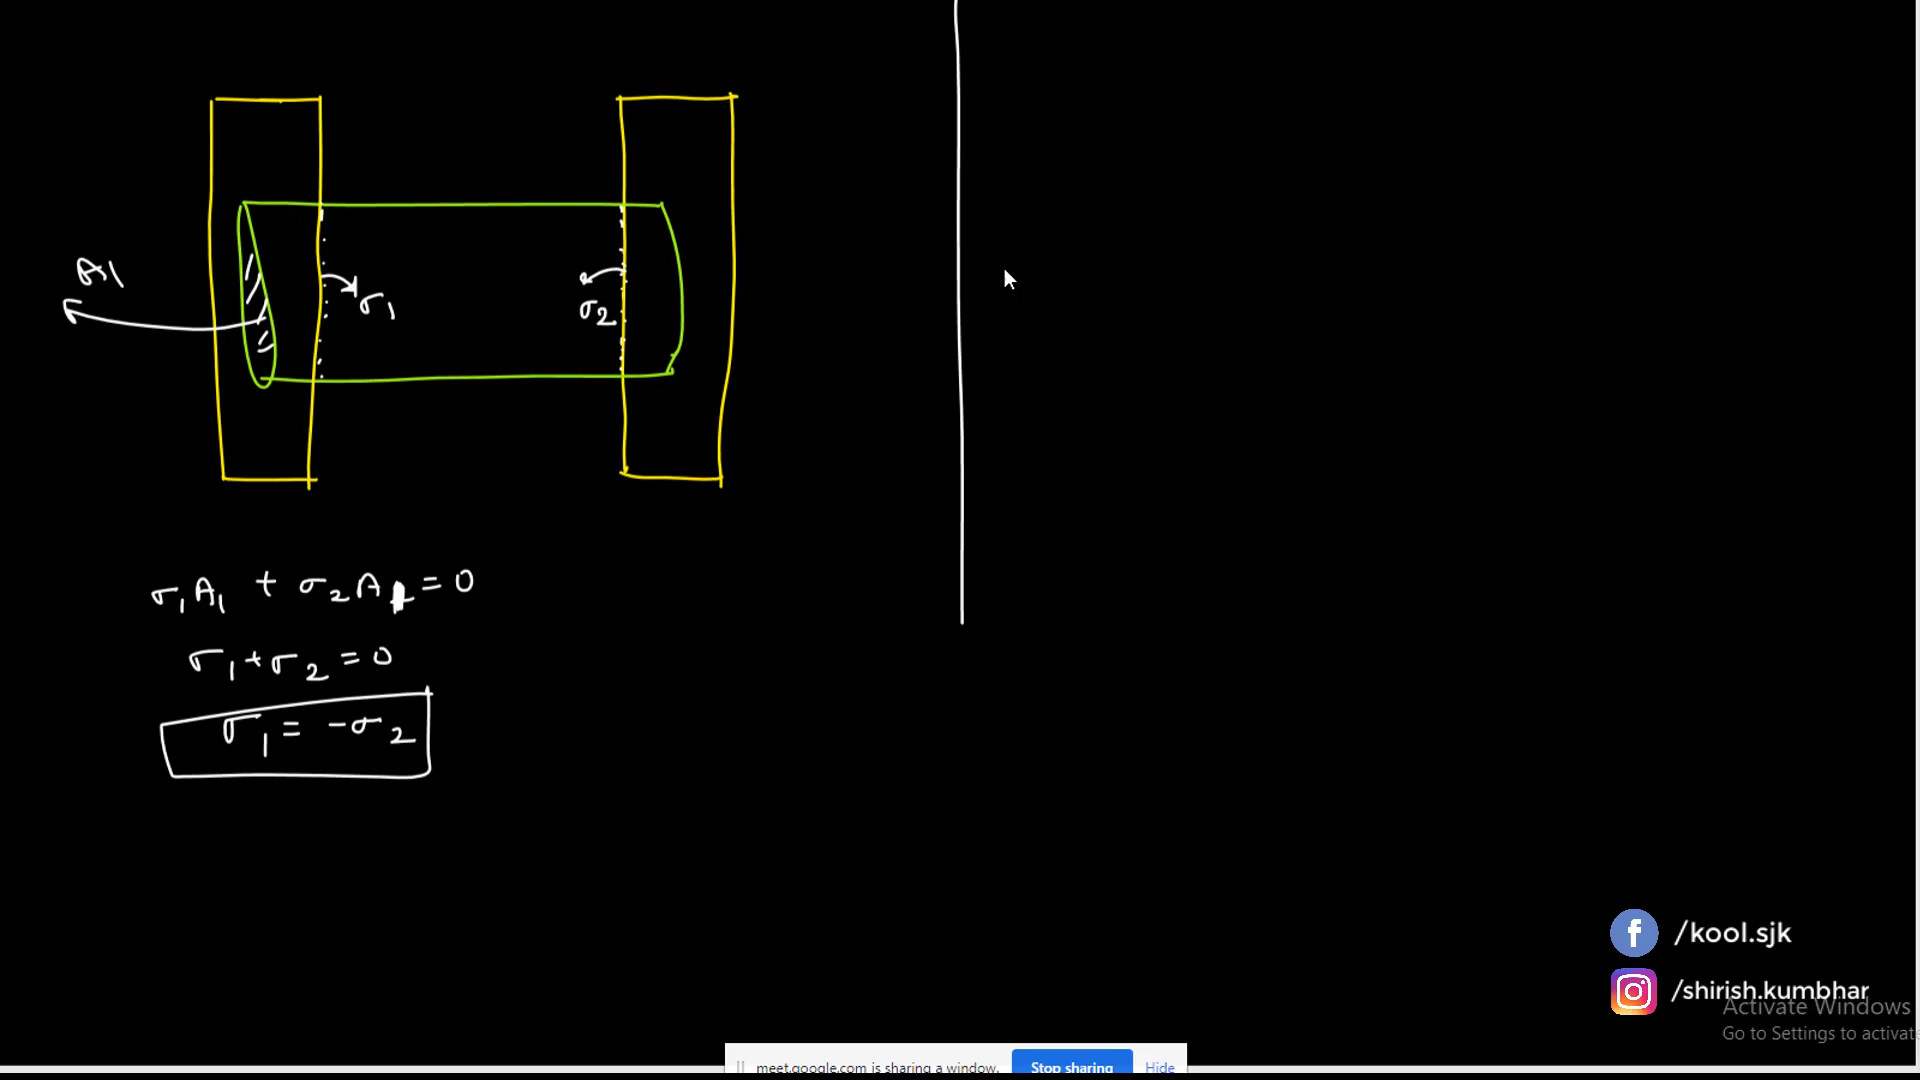 A1
σ1
σ2
σ1A1 + σ2A1 = 0
σ1 + σ2 = 0
σ1 = -σ2
f /kool.sjk
/shirish.kumbhar
Activate Windows
Go to Settings to activat
meet.google.com is sharing a window. Stop sharing Hide